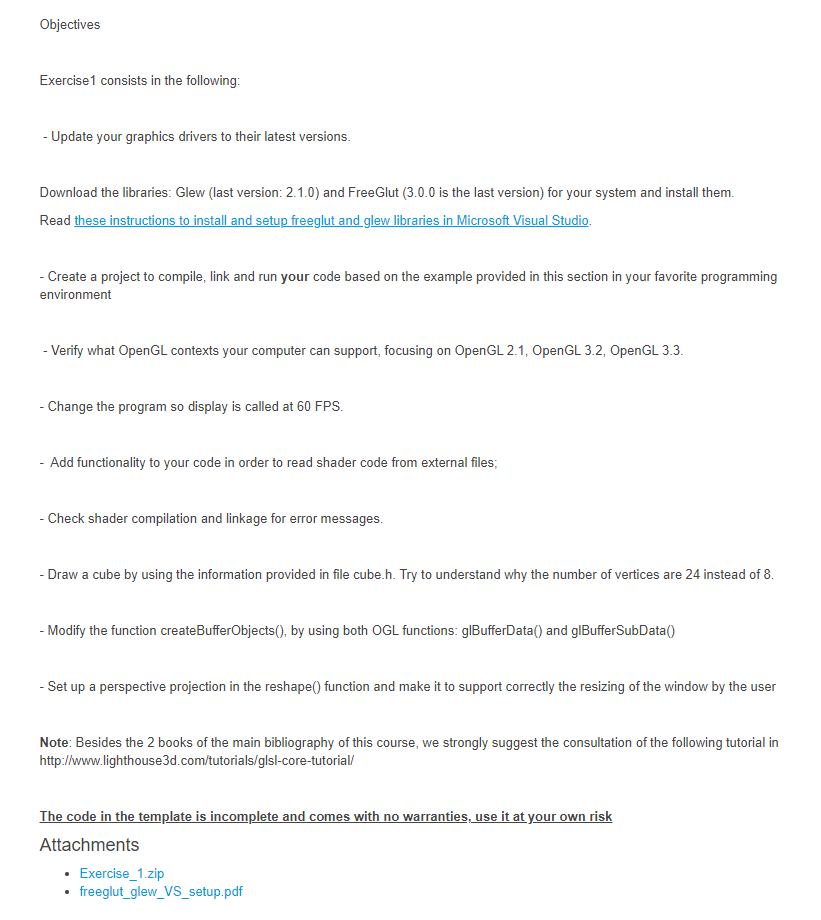 Objectives
Exercise1 consists in the following:
- Update your graphics drivers to their latest versions.
Download the libraries: Glew (last version: 2.1.0) and FreeGlut (3.0.0 is the last version) for your system and install them.
Read these instructions to install and setup freeglut and glew libraries in Microsoft Visual Studio.
- Create a project to compile, link and run your code based on the example provided in this section in your favorite programming
environment
- Verify what OpenGL contexts your computer can support, focusing on OpenGL 2.1, OpenGL 3.2, OpenGL 3.3.
- Change the program so display is called at 60 FPS.
- Add functionality to your code in order to read shader code from external files;
- Check shader compilation and linkage for error messages.
- Draw a cube by using the information provided in file cube.h. Try to understand why the number of vertices are 24 instead of 8.
- Modify the function createBufferObjects(), by using both OGL functions: glBufferData() and glBufferSubData()
- Set up a perspective projection in the reshape() function and make it to support correctly the resizing of the window by the user
Note: Besides the 2 books of the main bibliography of this course, we strongly suggest the consultation of the following tutorial in
http://www.lighthouse3d.com/tutorials/glsl-core-tutorial/
The code in the template is incomplete and comes with no warranties, use it at your own risk
Attachments
• Exercise_1.zip
• freeglut_glew_VS_setup.pdf